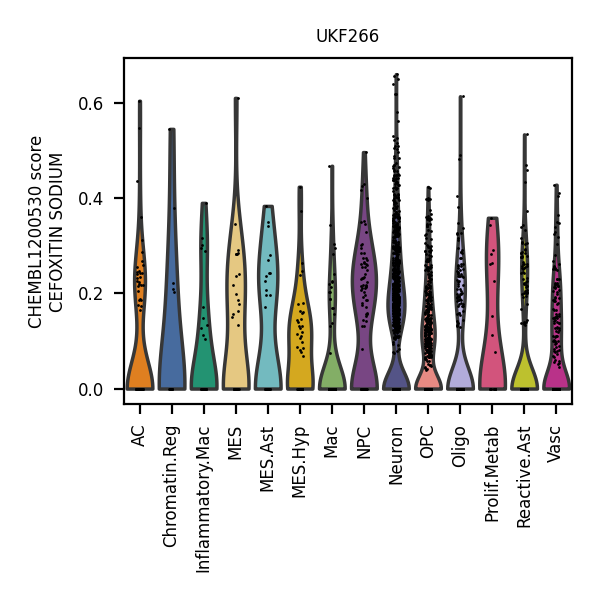 UKF266
CHEMBL1200530 score
CEFOXITIN SODIUM
0.6
0.4
0.2
0.0
AC
Chromatin.Reg
Inflammatory.Mac
MES
MES.Ast
MES.Hyp
Mac
NPC
Neuron
OPC
Oligo
Prolif.Metab
Reactive.Ast
Vasc